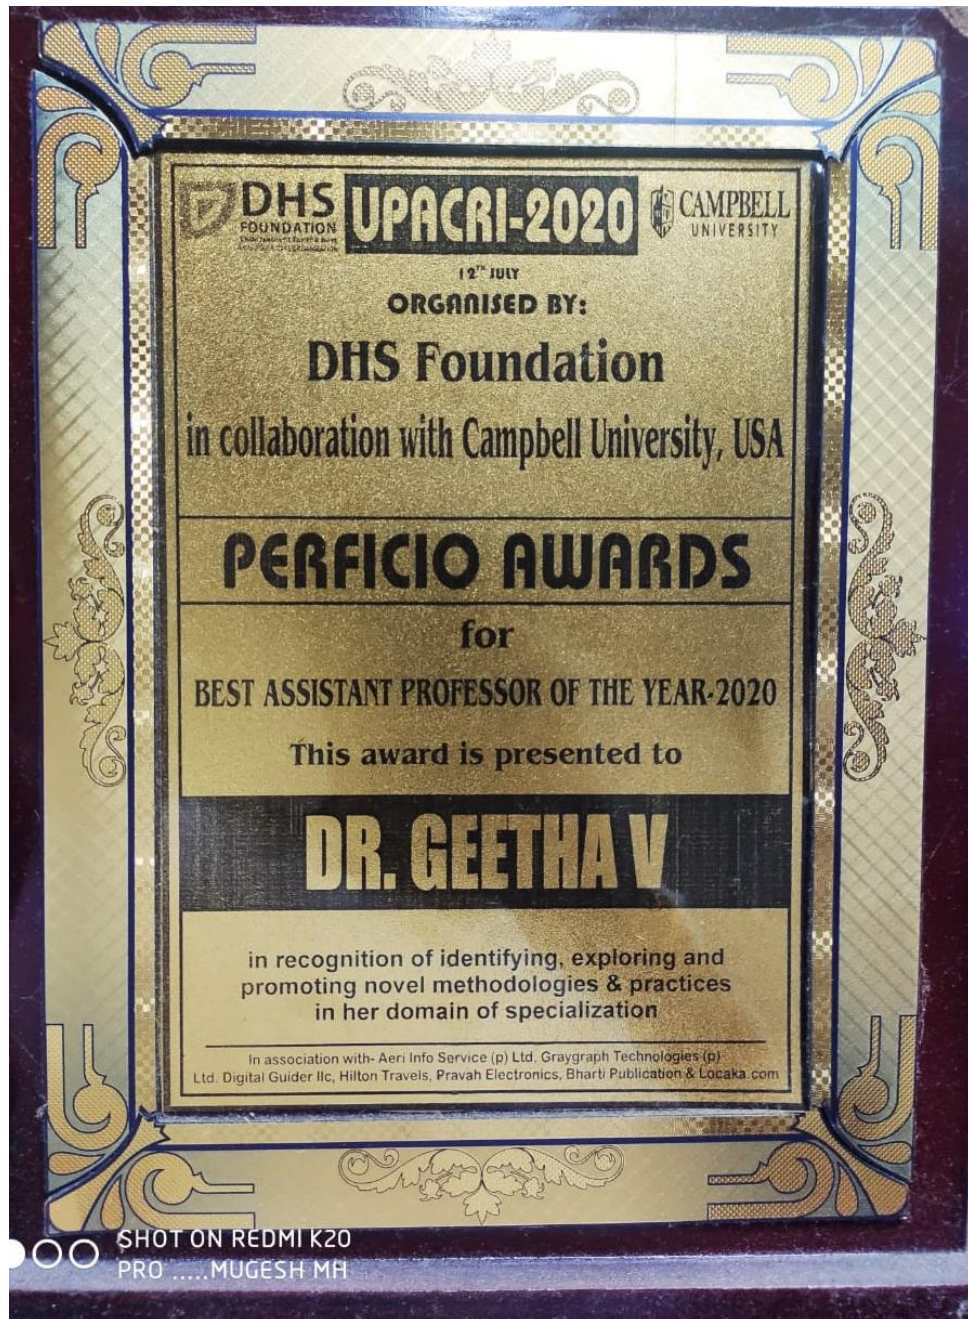 DHS
FOUNDATION
UPACRI-2020
CAMPBELL
UNIVERSITY
12TH JULY
ORGANISED BY:
DHS Foundation
in collaboration with Campbell University, USA
PERFICIO AWARDS
for
BEST ASSISTANT PROFESSOR OF THE YEAR-2020
This award is presented to
DR. GEETHA V
in recognition of identifying, exploring and
promoting novel methodologies & practices
in her domain of specialization
In association with- Aeri Info Service (p) Ltd. Graygraph Technologies (p)
Ltd. Digital Guider llc, Hilton Travels, Pravah Electronics, Bharti Publication & Locaka.com
SHOT ON REDMI K20
PRO .....MUGESH MA